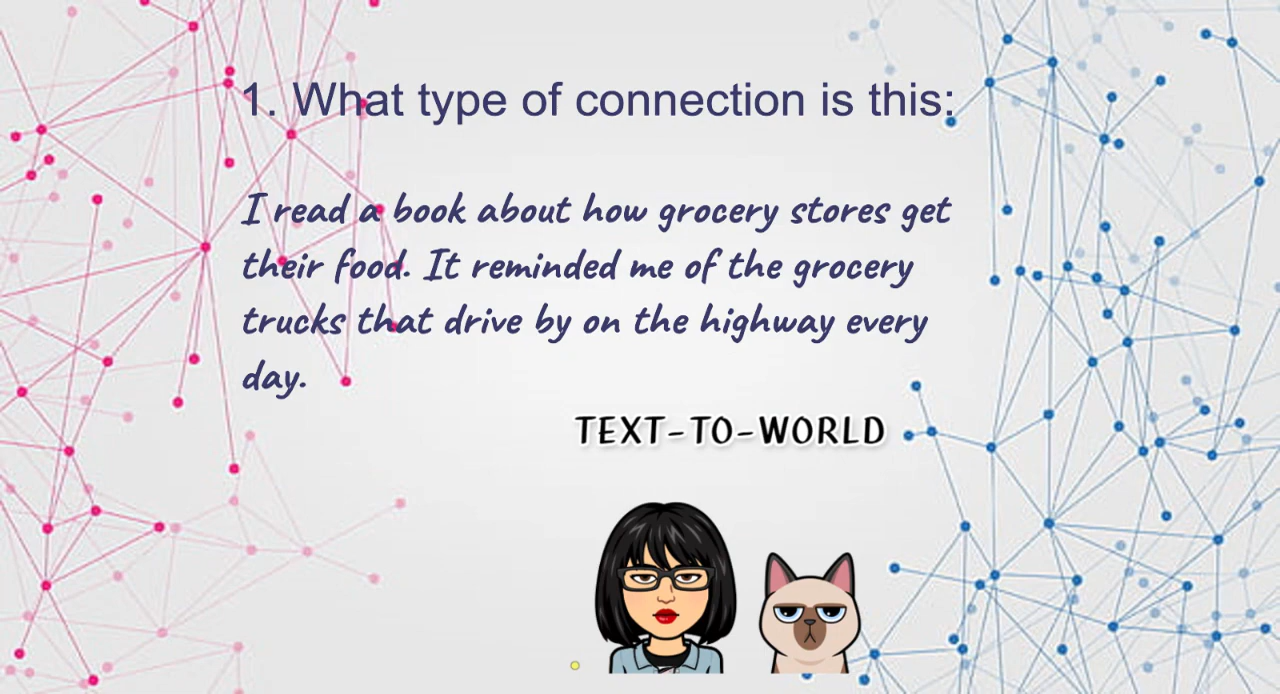 1. What type of connection is this:
I read a book about how grocery stores get
their food. It reminded me of the grocery
trucks that drive by on the highway every
day.
TEXT-TO-WORLD